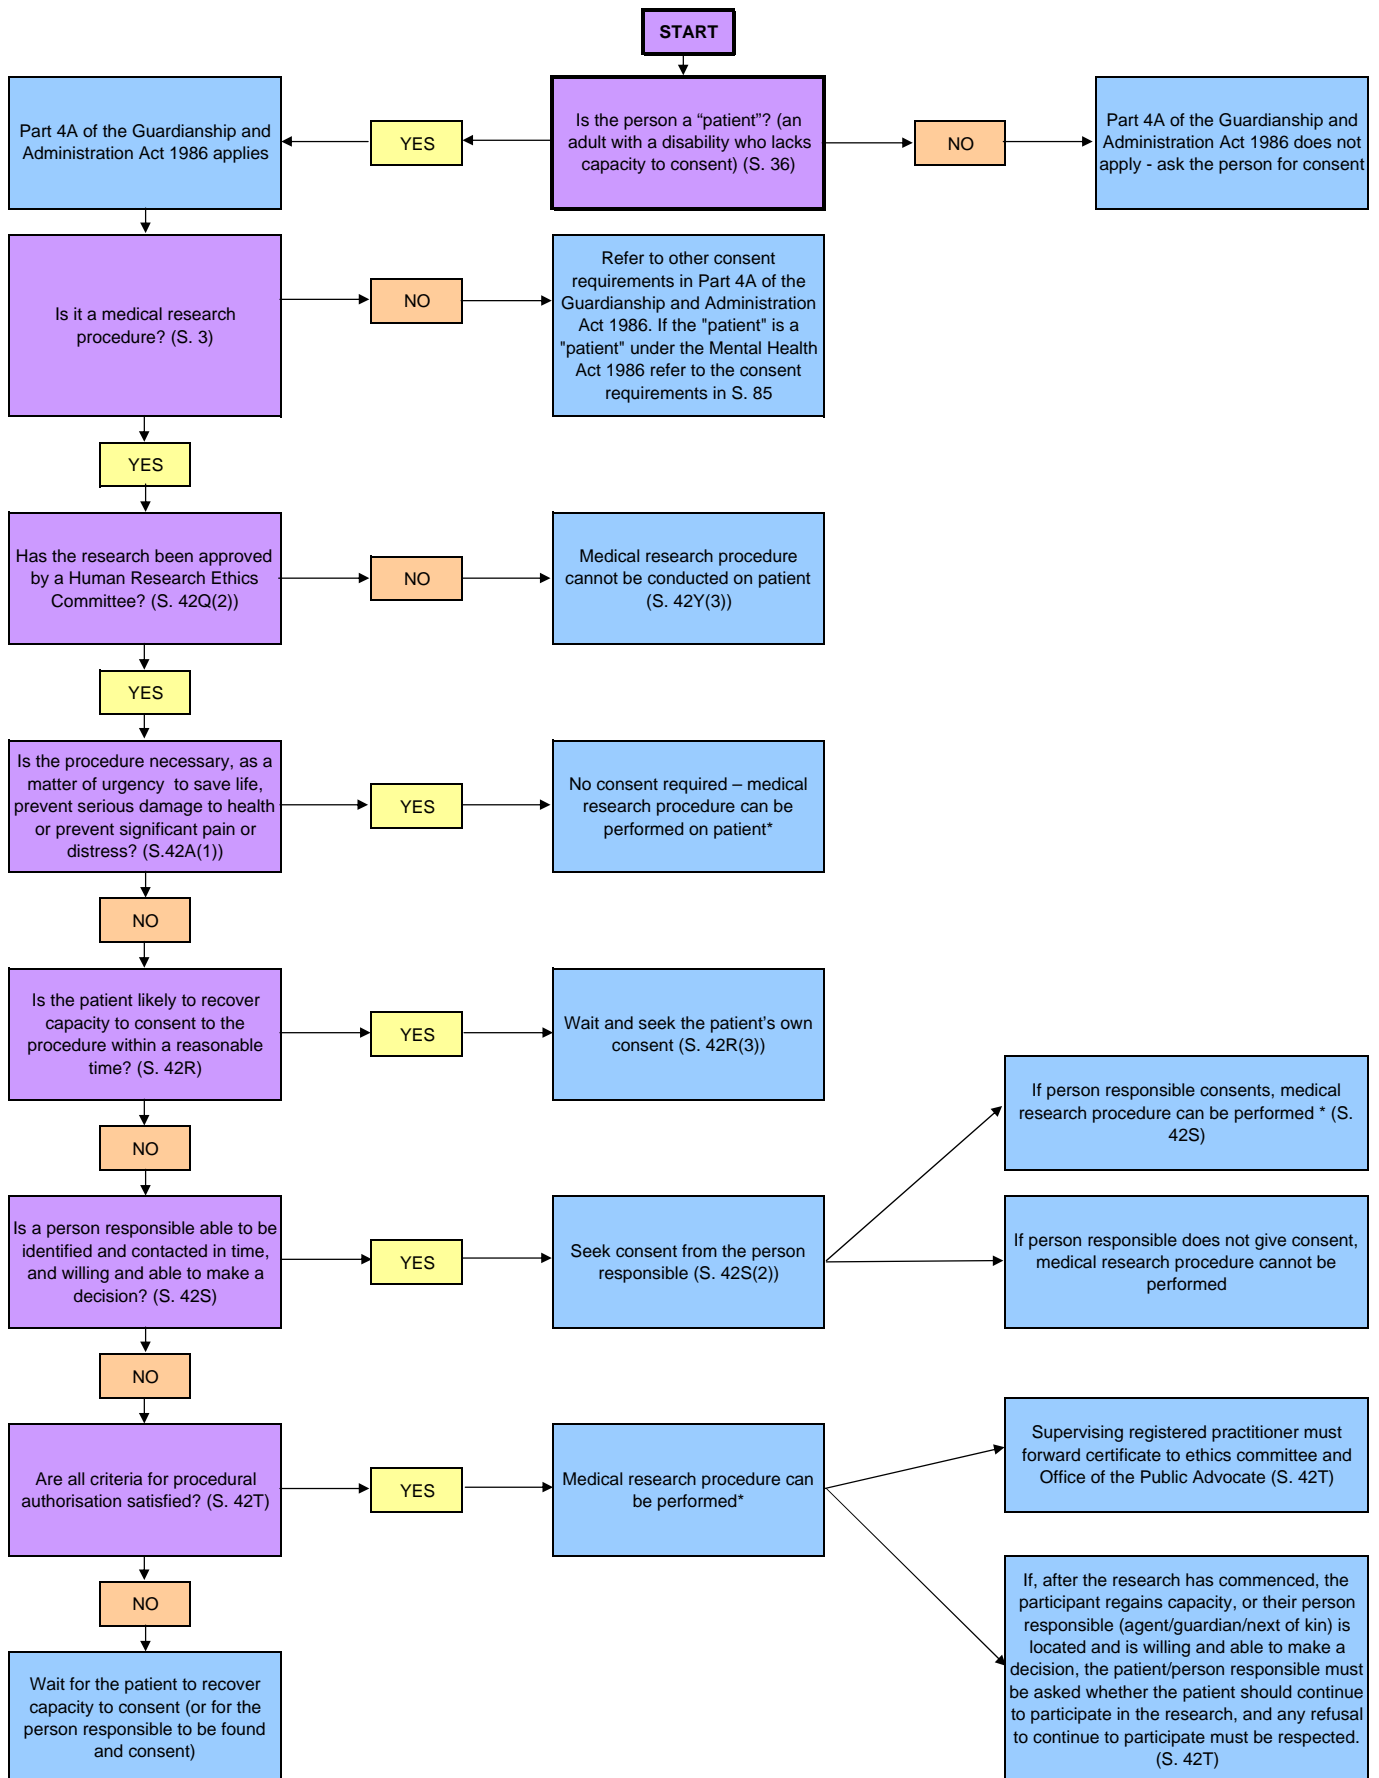 START
Part 4A of the Guardianship and
Administration Act 1986 applies
YES
Is the person a “patient”? (an
adult with a disability who lacks
capacity to consent) (S. 36)
NO
Part 4A of the Guardianship and
Administration Act 1986 does not
apply - ask the person for consent
Is it a medical research
procedure? (S. 3)
NO
Refer to other consent
requirements in Part 4A of the
Guardianship and Administration
Act 1986. If the "patient" is a
"patient" under the Mental Health
Act 1986 refer to the consent
requirements in S. 85
YES
Has the research been approved
by a Human Research Ethics
Committee? (S. 42Q(2))
NO
Medical research procedure
cannot be conducted on patient
(S. 42Y(3))
YES
Is the procedure necessary, as a
matter of urgency to save life,
prevent serious damage to health
or prevent significant pain or
distress? (S.42A(1))
YES
No consent required – medical
research procedure can be
performed on patient*
NO
Is the patient likely to recover
capacity to consent to the
procedure within a reasonable
time? (S. 42R)
YES
Wait and seek the patient’s own
consent (S. 42R(3))
NO
If person responsible consents, medical
research procedure can be performed * (S.
42S)
Is a person responsible able to be
identified and contacted in time,
and willing and able to make a
decision? (S. 42S)
YES
Seek consent from the person
responsible (S. 42S(2))
If person responsible does not give consent,
medical research procedure cannot be
performed
NO
Are all criteria for procedural
authorisation satisfied? (S. 42T)
YES
Medical research procedure can
be performed*
Supervising registered practitioner must
forward certificate to ethics committee and
Office of the Public Advocate (S. 42T)
NO
If, after the research has commenced, the
participant regains capacity, or their person
responsible (agent/guardian/next of kin) is
located and is willing and able to make a
decision, the patient/person responsible must
be asked whether the patient should continue
to participate in the research, and any refusal
to continue to participate must be respected.
(S. 42T)
Wait for the patient to recover
capacity to consent (or for the
person responsible to be found
and consent)